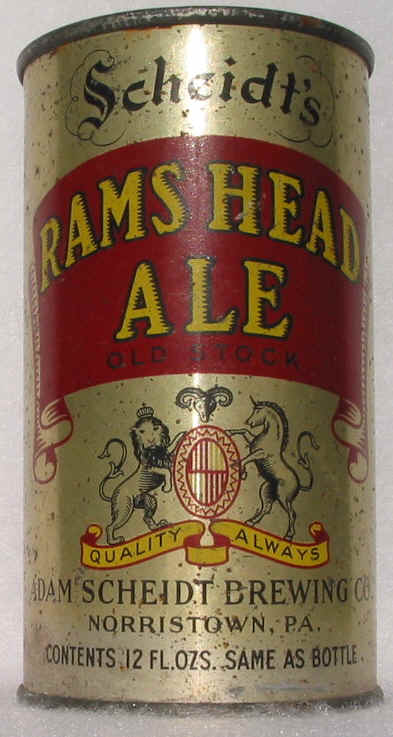 Scheidt's
RAMS HEAD
ALE
OLD STOCK
QUALITY ALWAYS
ADAM SCHEIDT BREWING CO.
NORRISTOWN, PA.
CONTENTS 12 FL.OZS. SAME AS BOTTLE